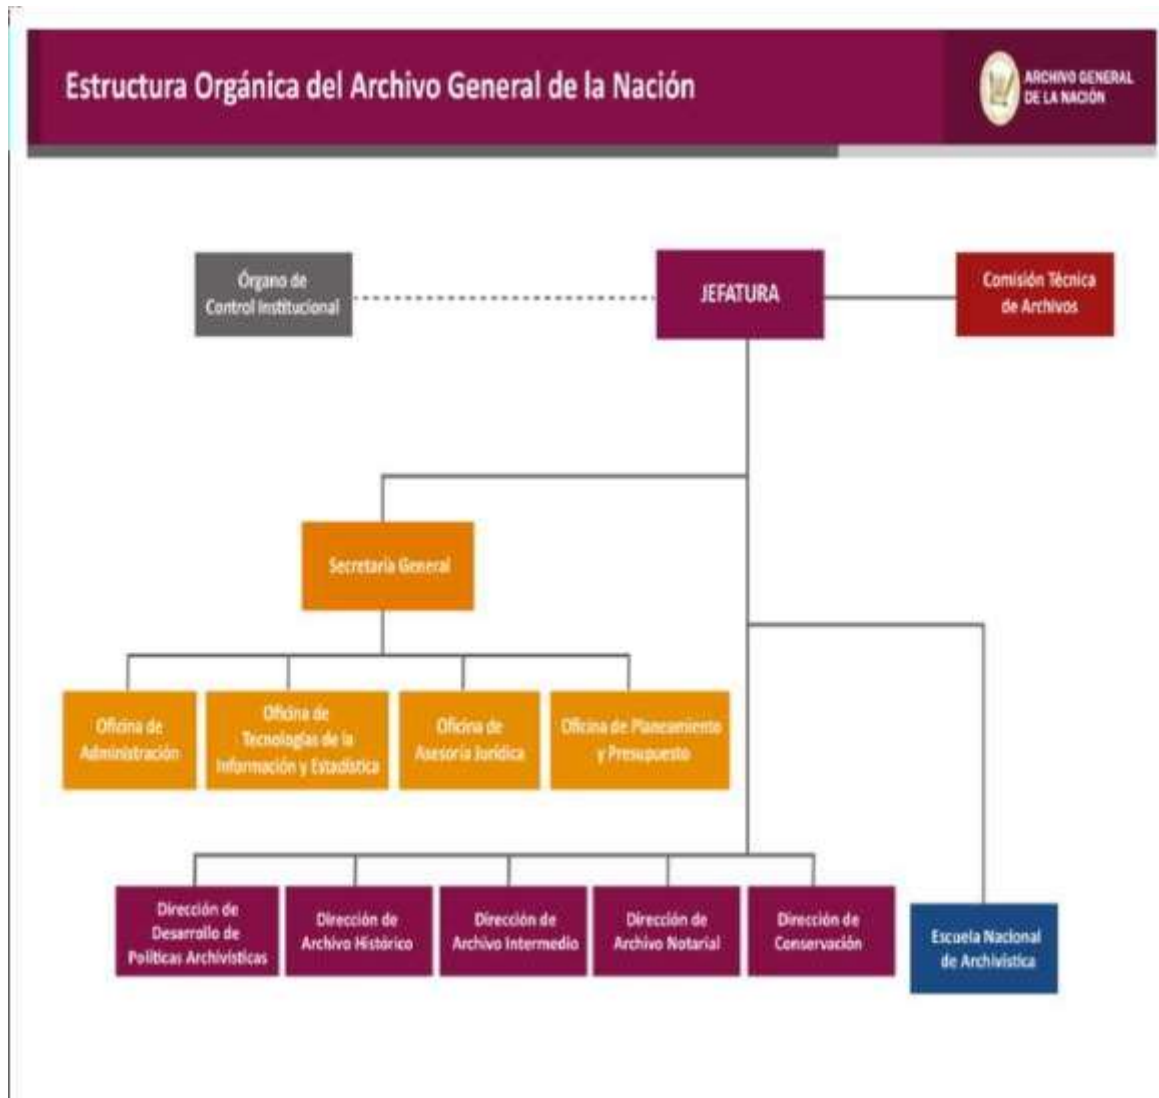 Estructura Orgánica del Archivo General de la Nación
ARCHIVO GENERAL
DE LA NACIÓN
Órgano de
Control Institucional
JEFATURA
Comisión Técnica
de Archivos
Secretaría General
Oficina de
Administración
Oficina de
Tecnologías de la
Información y Estadística
Oficina de
Asesoría Jurídica
Oficina de Planeamiento
y Presupuesto
Dirección de
Desarrollo de
Políticas Archivísticas
Dirección de
Archivo Histórico
Dirección de
Archivo Intermedio
Dirección de
Archivo Notarial
Dirección de
Conservación
Escuela Nacional
de Archivística